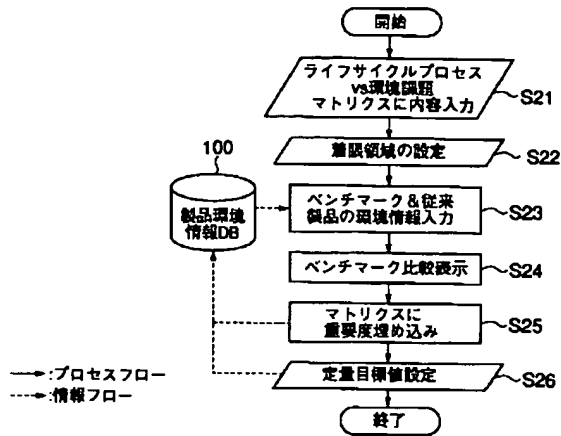 開始
ライフサイクルプロセス
vs環境課題
マトリクスに内容入力
S21
着眼領域の設定
S22
100
製品環境
情報DB
ベンチマーク&従来
製品の環境情報入力
S23
ベンチマーク比較表示
S24
マトリクスに
重要度埋め込み
S25
定量目標値設定
S26
:プロセスフロー
:情報フロー
終了